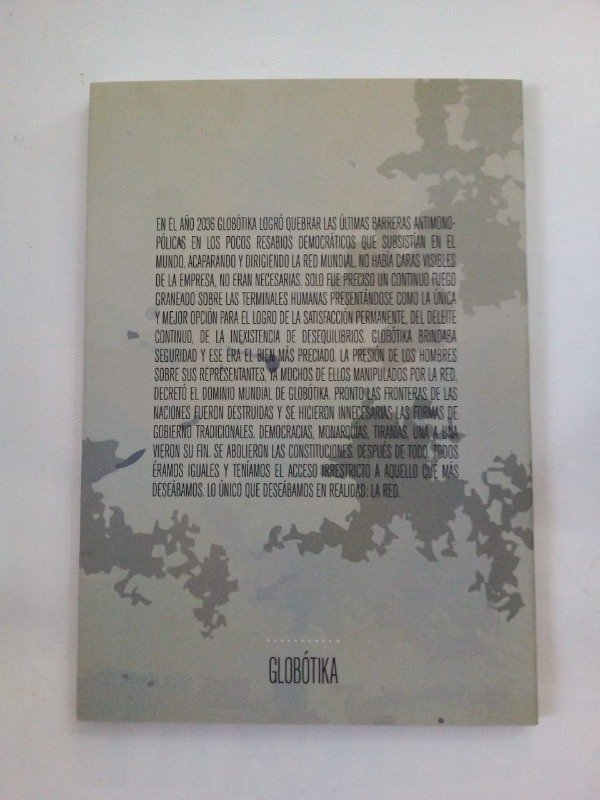 EN EL AÑO 2036 GLOBÓTIKA LOGRÓ QUEBRAR LAS ÚLTIMAS BARRERAS ANTIMONO-
PÓLICAS EN LOS POCOS RESABIOS DEMOCRÁTICOS QUE SUBSISTÍAN EN EL
MUNDO, ACAPARANDO Y DIRIGIENDO LA RED MUNDIAL. NO HABÍA CARAS VISIBLES
DE LA EMPRESA, NO ERAN NECESARIAS. SOLO FUE PRECISO UN CONTINUO FUEGO
GRANEADO SOBRE LAS TERMINALES HUMANAS PRESENTÁNDOSE COMO LA ÚNICA
Y MEJOR OPCIÓN PARA EL LOGRO DE LA SATISFACCIÓN PERMANENTE, DEL DELEITE
CONTINUO, DE LA INEXISTENCIA DE DESEQUILIBRIOS. GLOBÓTIKA BRINDABA
SEGURIDAD Y ESE ERA EL BIEN MÁS PRECIADO. LA PRESIÓN DE LOS HOMBRES
SOBRE SUS REPRESENTANTES, YA MUCHOS DE ELLOS MANIPULADOS POR LA RED,
DECRETÓ EL DOMINIO MUNDIAL DE GLOBÓTIKA. PRONTO LAS FRONTERAS DE LAS
NACIONES FUERON DESTRUIDAS Y SE HICIERON INNECESARIAS LAS FORMAS DE
GOBIERNO TRADICIONALES. DEMOCRACIAS, MONARQUÍAS, TIRANÍAS, UNA A UNA
VIERON SU FIN. SE ABOLIERON LAS CONSTITUCIONES. DESPUÉS DE TODO, TODOS
ÉRAMOS IGUALES Y TENÍAMOS EL ACCESO IRRESTRICTO A AQUELLO QUE MÁS
DESEÁBAMOS. LO ÚNICO QUE DESEÁBAMOS EN REALIDAD: LA RED.
GLOBÓTIKA